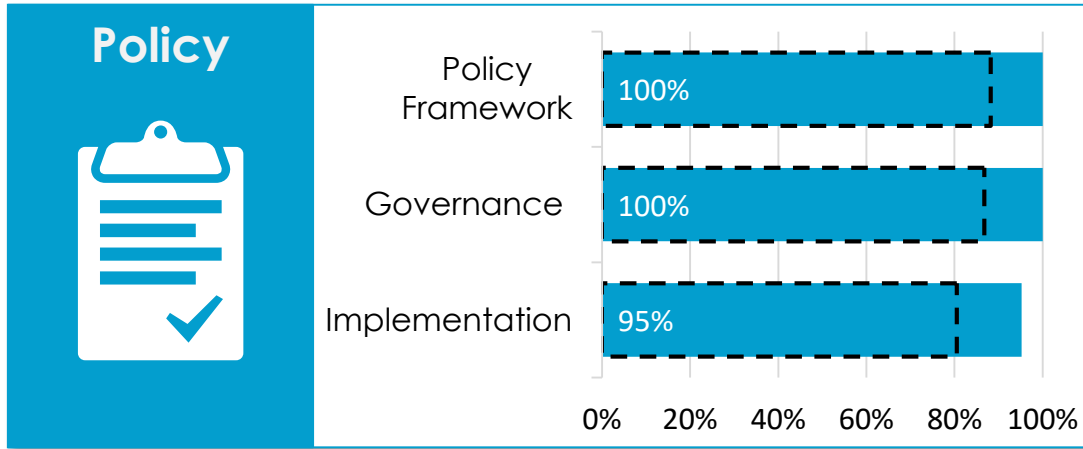 Policy
Policy
Framework
100%
Governance
100%
Implementation
95%
0% 20% 40% 60% 80% 100%